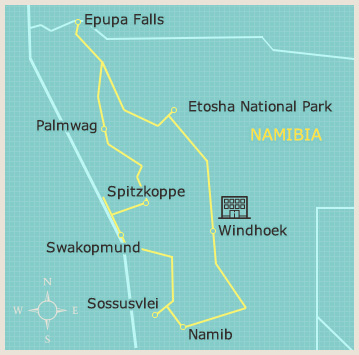 Epupa Falls
Etosha National Park
Palmwag
NAMIBIA
Spitzkoppe
Windhoek
Swakopmund
N
W E
S
Sossusvlei
Namib